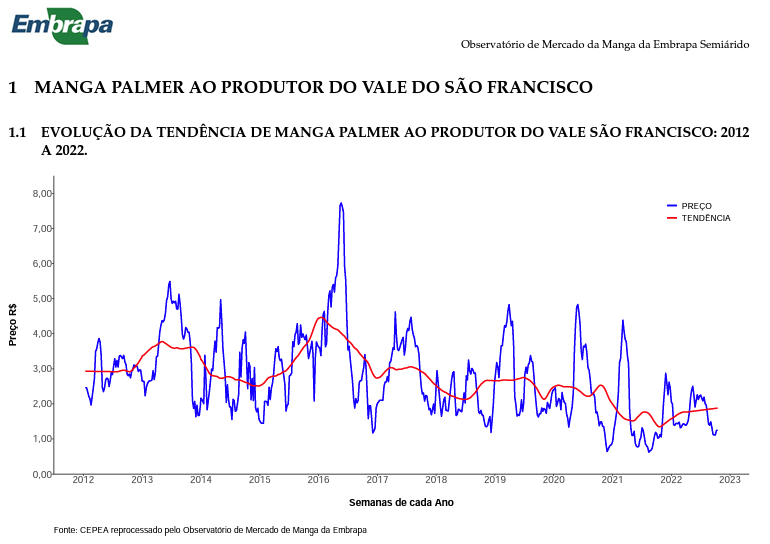 Embrapa
Observatório de Mercado da Manga da Embrapa Semiárido
1 MANGA PALMER AO PRODUTOR DO VALE DO SÃO FRANCISCO
1.1 EVOLUÇÃO DA TENDÊNCIA DE MANGA PALMER AO PRODUTOR DO VALE SÃO FRANCISCO: 2012
A 2022.
8,00
7,00
6,00
5,00
4,00
3,00
2,00
1,00
0,00
Preço R$
PREÇO
TENDÊNCIA
2012 2013 2014 2015 2016 2017 2018 2019 2020 2021 2022 2023
Semanas de cada Ano
Fonte: CEPEA reprocessado pelo Observatório de Mercado de Manga da Embrapa